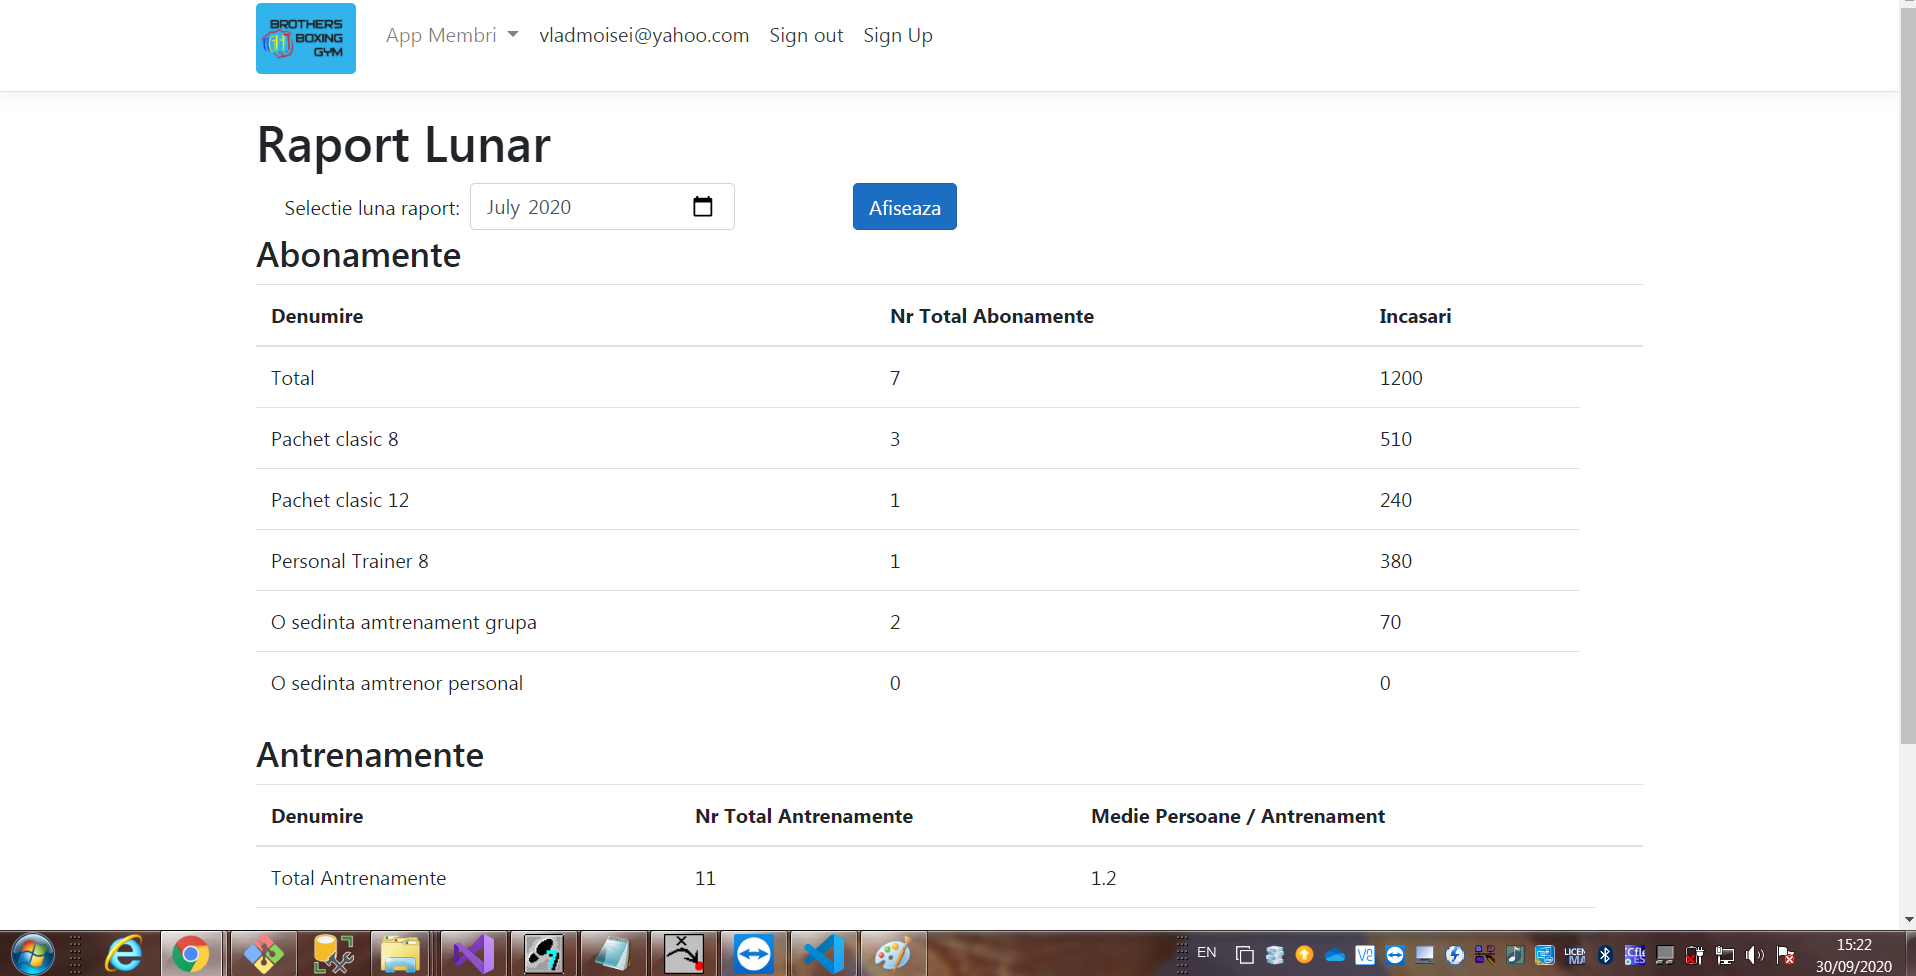 BROTHERS
BOXING
GYM
App Membri vladmoisei@yahoo.com Sign out Sign Up
Raport Lunar
Selectie luna raport: July 2020 Afiseaza
Abonamente
Denumire Nr Total Abonamente Incasari
Total 7 1200
Pachet clasic 8 3 510
Pachet clasic 12 1 240
Personal Trainer 8 1 380
O sedinta amtrenament grupa 2 70
O sedinta amtrenor personal 0 0
Antrenamente
Denumire Nr Total Antrenamente Medie Persoane / Antrenament
Total Antrenamente 11 1.2
EN 15:22
30/09/2020